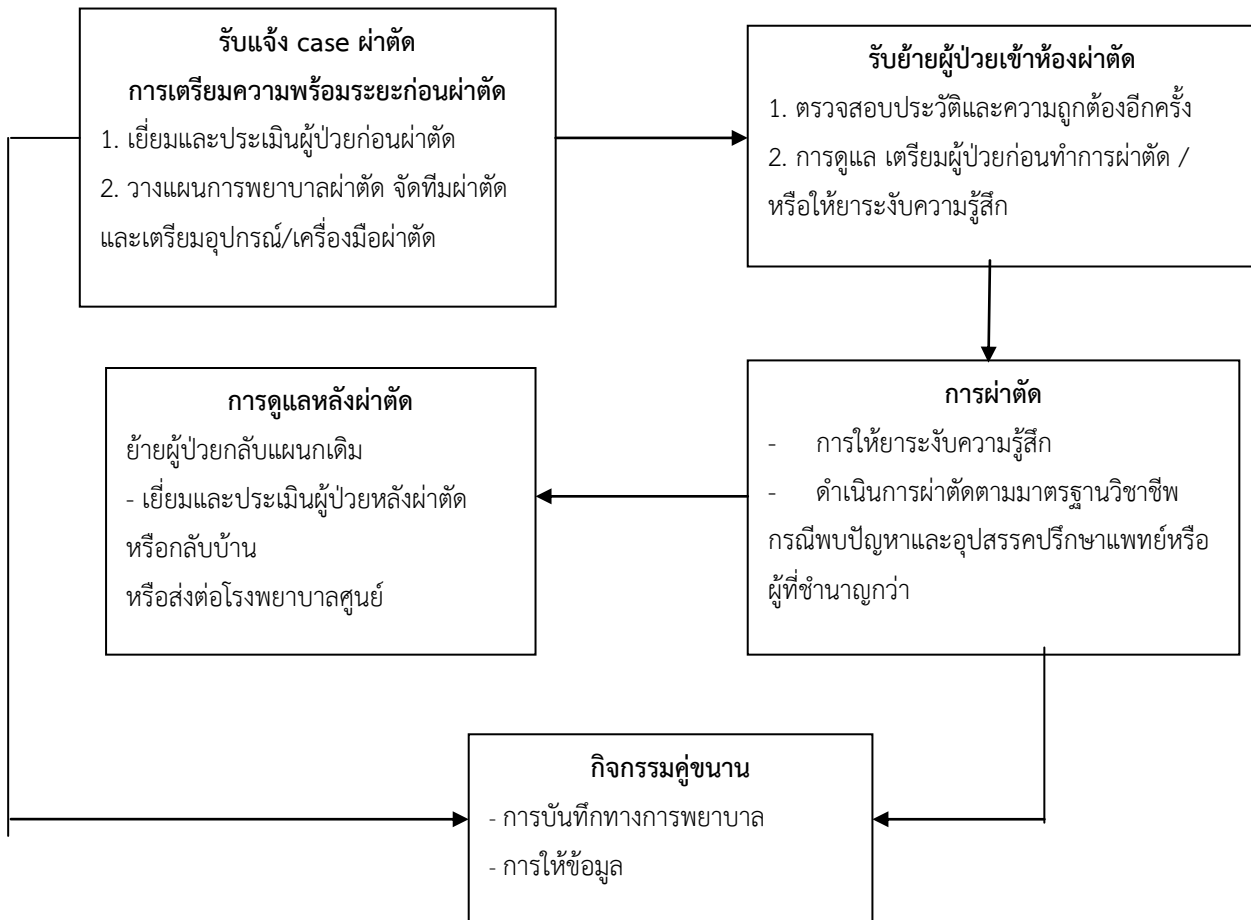 รับแจ้ง case ผ่าตัด
การเตรียมความพร้อมระยะก่อนผ่าตัด
1. เยี่ยมและประเมินผู้ป่วยก่อนผ่าตัด
2. วางแผนการพยาบาลผ่าตัด จัดทีมผ่าตัด
และเตรียมอุปกรณ์/เครื่องมือผ่าตัด
รับย้ายผู้ป่วยเข้าห้องผ่าตัด
1. ตรวจสอบประวัติและความถูกต้องอีกครั้ง
2. การดูแล เตรียมผู้ป่วยก่อนทำการผ่าตัด /
หรือให้ยาระงับความรู้สึก
การผ่าตัด
- การให้ยาระงับความรู้สึก
- ดำเนินการผ่าตัดตามมาตรฐานวิชาชีพ
กรณีพบปัญหาและอุปสรรคปรึกษาแพทย์หรือ
ผู้ที่ชำนาญกว่า
การดูแลหลังผ่าตัด
ย้ายผู้ป่วยกลับแผนกเดิม
- เยี่ยมและประเมินผู้ป่วยหลังผ่าตัด
หรือกลับบ้าน
หรือส่งต่อโรงพยาบาลศูนย์
กิจกรรมคู่ขนาน
- การบันทึกทางการพยาบาล
- การให้ข้อมูล